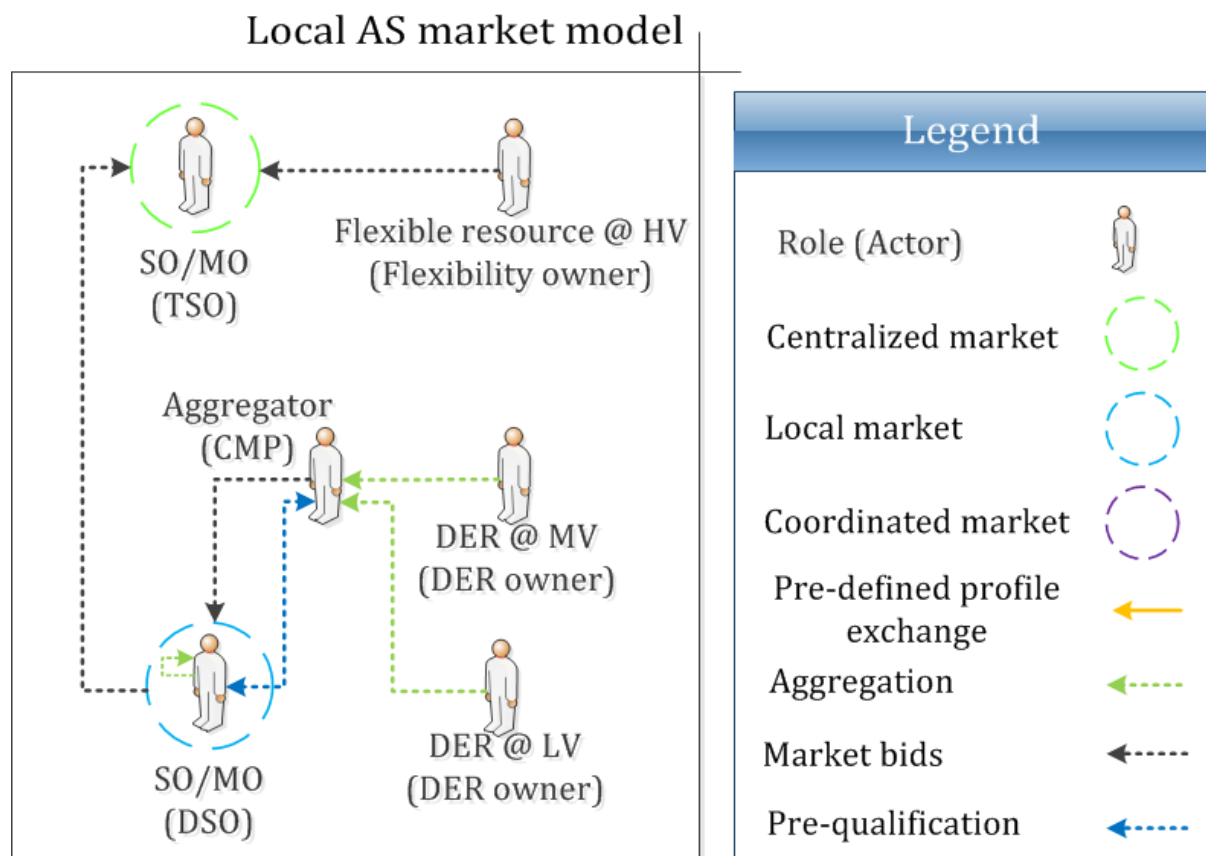 Local AS market model
SO/MO
(TSO)
Flexible resource @ HV
(Flexibility owner)
Aggregator
(CMP)
DER @ MV
(DER owner)
SO/MO
(DSO)
DER @ LV
(DER owner)
Legend
Role (Actor)
Centralized market
Local market
Coordinated market
Pre-defined profile
exchange
Aggregation
Market bids
Pre-qualification